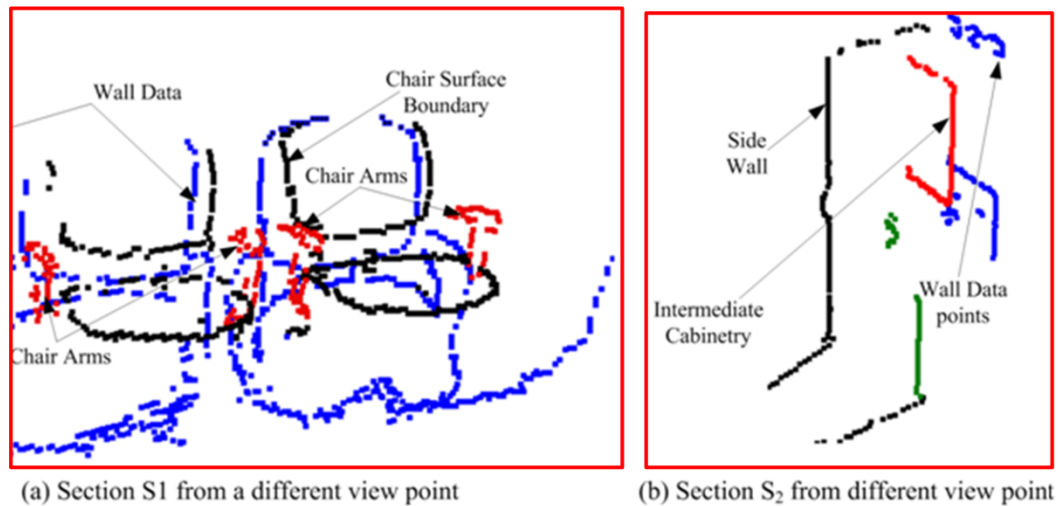 Wall Data
Chair Surface
Boundary
Chair Arms
Chair Arms
Side
Wall
Intermediate
Cabinetry
Wall Data
points
(a) Section S1 from a different view point
(b) Section S₂ from different view point